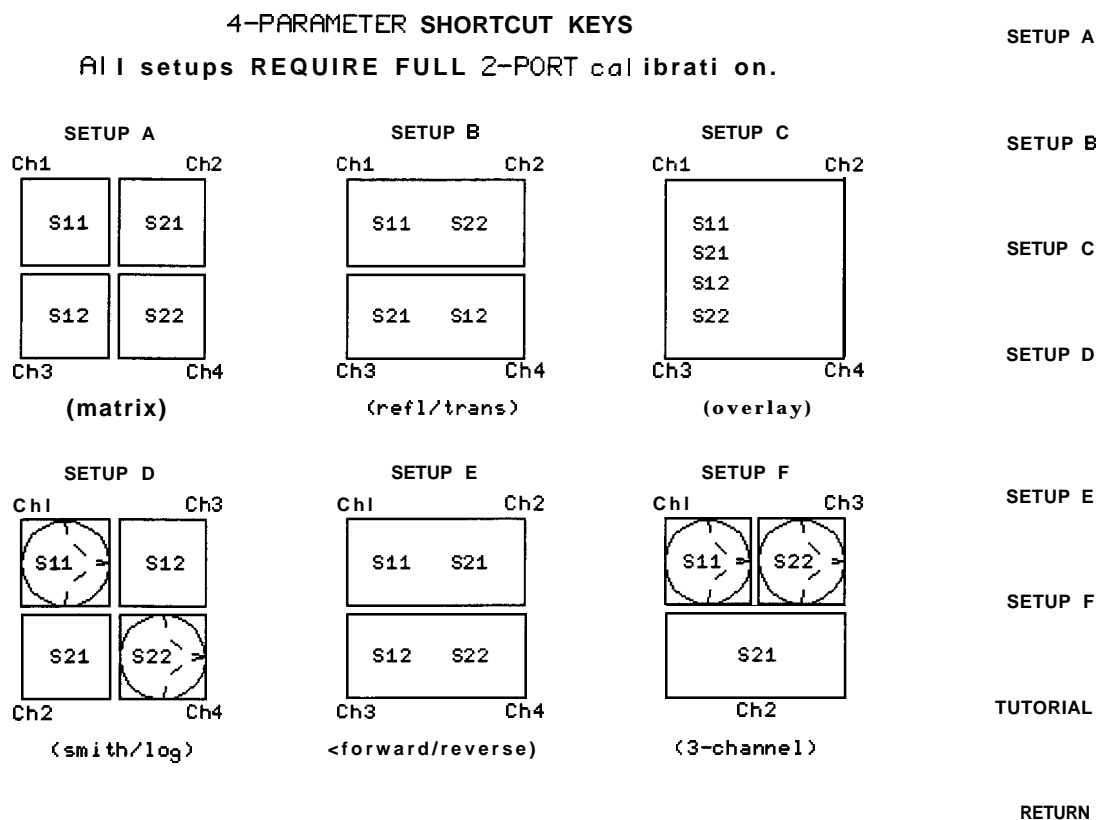 4-PARAMETER SHORTCUT KEYS
All setups REQUIRE FULL 2-PORT calibration.
SETUP A SETUP B SETUP C
Ch1 Ch2 Ch1 Ch2 Ch1 Ch2
S11 S21 S11 S22 S11
S21
S12
S12 S22 S21 S12 S22
Ch3 Ch4 Ch3 Ch4 Ch3 Ch4
(matrix) (refl/trans) (overlay)
SETUP D SETUP E SETUP F
Chl Ch3 Chl Ch2 Chl Ch3
S11 S12 S11 S21 S11 S22
S21 S22 S12 S22 S21
Ch2 Ch4 Ch3 Ch4 Ch2
(smith/log) <forward/reverse) (3-channel)
SETUP A
SETUP B
SETUP C
SETUP D
SETUP E
SETUP F
TUTORIAL
RETURN